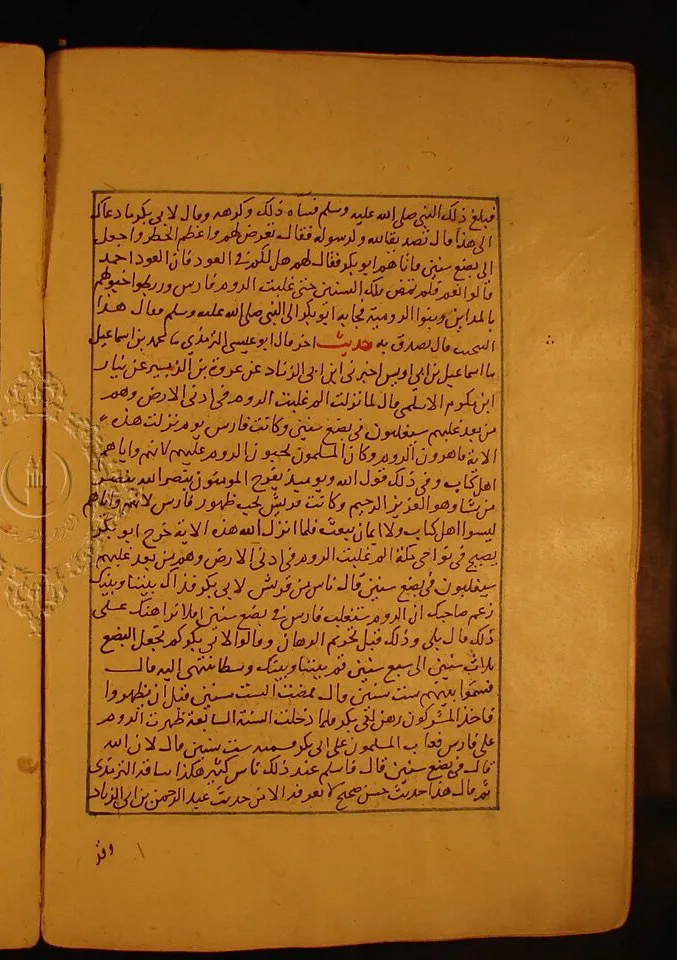 فبلغ ذلك النبي صلى الله عليه وسلم فساه ذلك وكرهه وقال لابي بكر ما دعاك
الى هذا قال تصديقا لله ولرسوله فقال تعرض لهم واعظم الخطر واجعله
الى بضع سنين فاتاهم ابو بكر فقال لهم هل لكم في العود فان العود احمد
قالوا نعم فلم تمض تلك السنين حتى غلبت الروم فارس وربطوا خيولهم
بالمداين وبنوا الرومية فجا به ابو بكر الى النبي صلى الله عليه وسلم فقال هذا
السحت قال تصدق به حديث اخر قال ابو عيسى الترمذي نا محمد بن اسماعيل
نا اسماعيل بن ابي اويس اخبرني ابن ابي الزناد عن عروة بن الزبير عن نيار
ابن مكرم الاسلمي قال لما نزلت الم غلبت الروم في ادنى الارض وهم
من بعد غلبهم سيغلبون في بضع سنين وكانت فارس يوم نزلت هذه
الاية قاهرون الروم وكان المسلمون يحبون الروم عليهم لانهم واياهم
اهل كتاب وفي ذلك قول الله ويوميذ يفرح المومنون بنصر الله ينصر
من يشا وهو العزيز الرحيم وكانت قريش تحب ظهور فارس لانهم واياهم
ليسوا اهل كتاب ولا ايمان ببعث فلما انزل الله هذه الاية خرج ابو بكر
يصيح في نواحي مكة الم غلبت الروم في ادنى الارض وهم من بعد غلبهم
سيغلبون في بضع سنين قال ناس من قريش لابي بكر فذاك بيننا وبينك
زعم صاحبك ان الروم ستغلب فارس في بضع سنين افلا نراهنك على
ذلك قال بلى وذلك قبل تحريم الرهان وقالوا لابي بكر كم تجعل البضع
ثلاث سنين الى تسع سنين فسم بيننا وبينك وسطا ننتهي اليه قال
فسموا بينهم ست سنين قال فمضت الست سنين قبل ان يظهروا
فاخذ المشركون رهن ابي بكر فلما دخلت السنة السابعة ظهرت الروم
على فارس فعاب المسلمون على ابي بكر تسميته ست سنين قال لان الله
قال في بضع سنين قال فاسلم عند ذلك ناس كثير هكذا ساقه الترمذي
ثم قال هذا حديث حسن صحيح لا نعرفه الا من حديث عبد الرحمن بن ابي الزناد
وقد